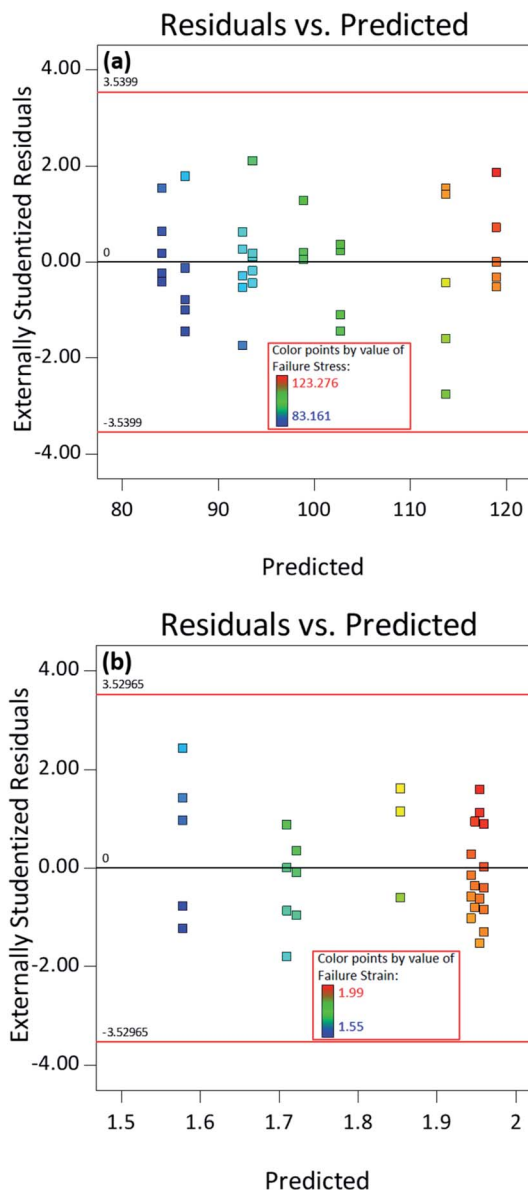 Residuals vs. Predicted
(a)
4.00
3.5399
2.00
0
0.00
-2.00
-3.5399
-4.00
Externally Studentized Residuals
Color points by value of
Failure Stress:
123.276
83.161
80 90 100 110 120
Predicted
Residuals vs. Predicted
(b)
4.00
3.52965
2.00
0
0.00
-2.00
-3.52965
-4.00
Externally Studentized Residuals
Color points by value of
Failure Strain:
1.99
1.55
1.5 1.6 1.7 1.8 1.9 2
Predicted